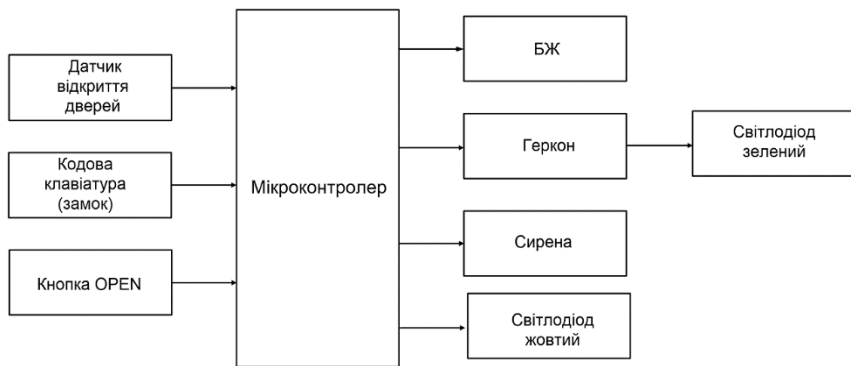 Датчик
відкриття
дверей
Кодова
клавіатура
(замок)
Кнопка OPEN
Мікроконтролер
БЖ
Геркон
Сирена
Світлодіод
жовтий
Світлодіод
зелений